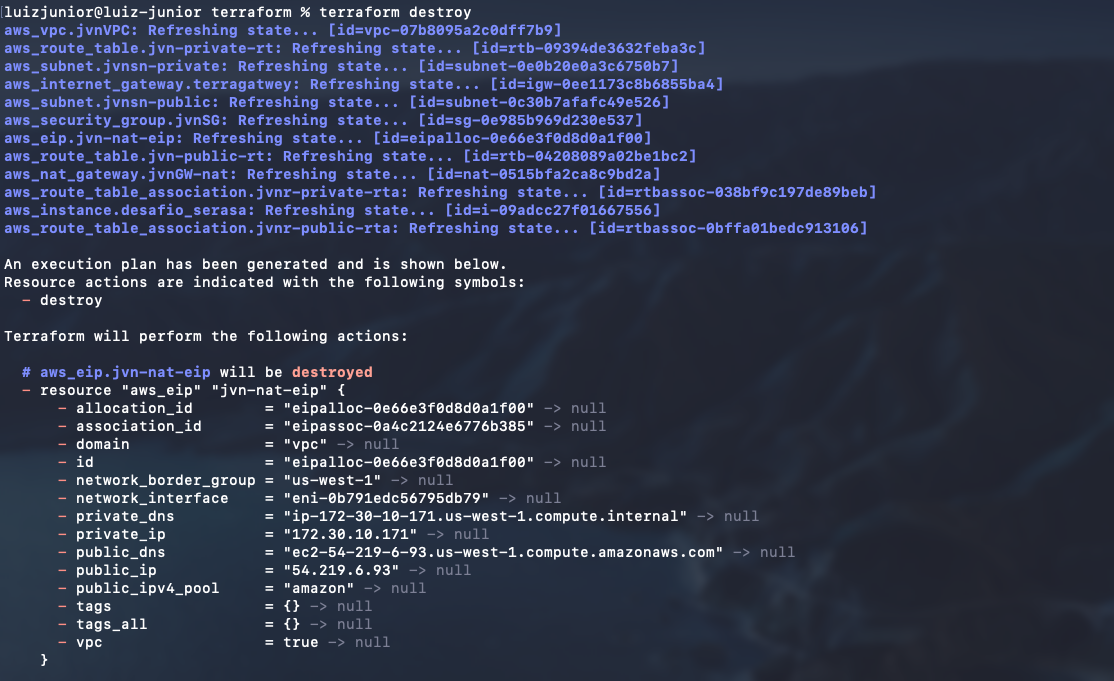 luizjunior@luiz-junior terraform % terraform destroy
aws_vpc.jvnVPC: Refreshing state... [id=vpc-07b8095a2c0dff7b9]
aws_route_table.jvn-private-rt: Refreshing state... [id=rtb-09394de3632feba3c]
aws_subnet.jvnsn-private: Refreshing state... [id=subnet-0e0b20e0a3c6750b7]
aws_internet_gateway.terragatwey: Refreshing state... [id=igw-0ee1173c8b6855ba4]
aws_subnet.jvnsn-public: Refreshing state... [id=subnet-0c30b7afafc49e526]
aws_security_group.jvnSG: Refreshing state... [id=sg-0e985b969d230e537]
aws_eip.jvn-nat-eip: Refreshing state... [id=eipalloc-0e66e3f0d8d0a1f00]
aws_route_table.jvn-public-rt: Refreshing state... [id=rtb-04208089a02be1bc2]
aws_nat_gateway.jvnGW-nat: Refreshing state... [id=nat-0515bfa2ca8c9bd2a]
aws_route_table_association.jvnr-private-rta: Refreshing state... [id=rtbassoc-038bf9c197de89beb]
aws_instance.desafio_serasa: Refreshing state... [id=i-09adcc27f01667556]
aws_route_table_association.jvnr-public-rta: Refreshing state... [id=rtbassoc-0bffa01bedc913106]
An execution plan has been generated and is shown below.
Resource actions are indicated with the following symbols:
- destroy
Terraform will perform the following actions:
# aws_eip.jvn-nat-eip will be destroyed
- resource "aws_eip" "jvn-nat-eip" {
- allocation_id = "eipalloc-0e66e3f0d8d0a1f00" -> null
- association_id = "eipassoc-0a4c2124e6776b385" -> null
- domain = "vpc" -> null
- id = "eipalloc-0e66e3f0d8d0a1f00" -> null
- network_border_group = "us-west-1" -> null
- network_interface = "eni-0b791edc56795db79" -> null
- private_dns = "ip-172-30-10-171.us-west-1.compute.internal" -> null
- private_ip = "172.30.10.171" -> null
- public_dns = "ec2-54-219-6-93.us-west-1.compute.amazonaws.com" -> null
- public_ip = "54.219.6.93" -> null
- public_ipv4_pool = "amazon" -> null
- tags = {} -> null
- tags_all = {} -> null
- vpc = true -> null
}